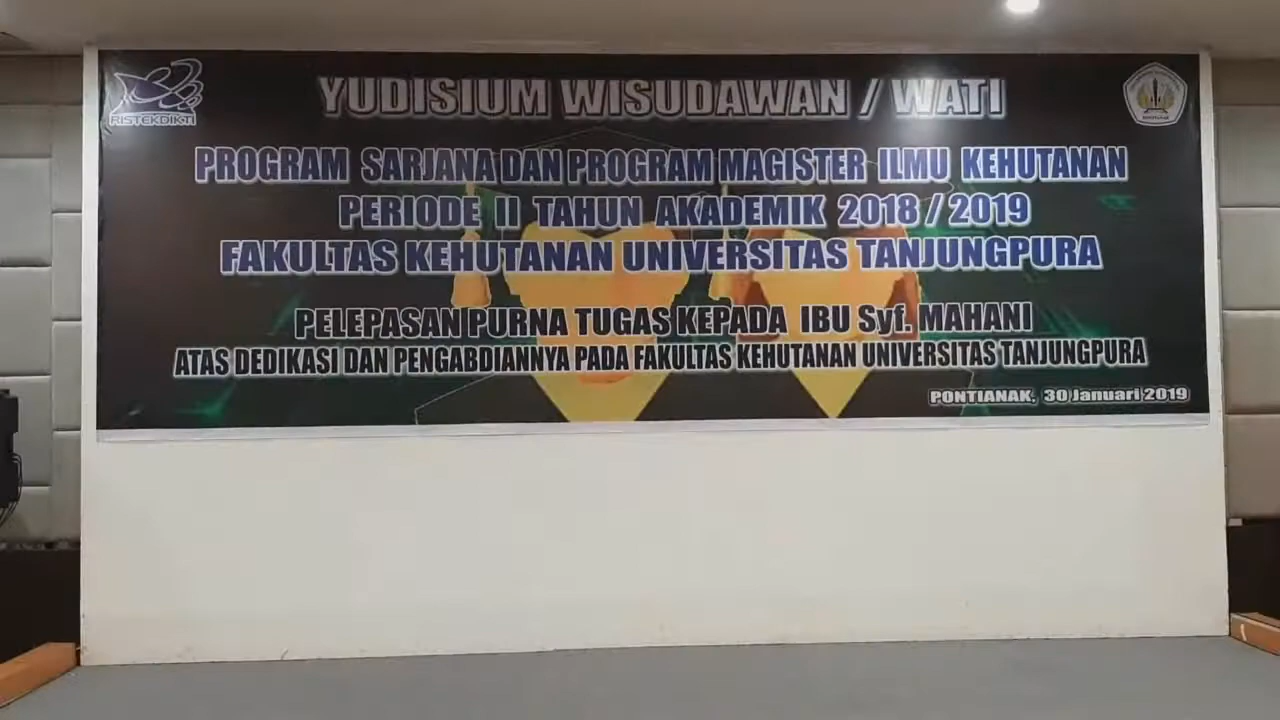 YUDISIUM WISUDAWAN / WATI
RISTEKDIKTI
PROGRAM SARJANA DAN PROGRAM MAGISTER ILMU KEHUTANAN
PERIODE II TAHUN AKADEMIK 2018 / 2019
FAKULTAS KEHUTANAN UNIVERSITAS TANJUNGPURA
PELEPASAN PURNA TUGAS KEPADA IBU Syf. MAHANI
ATAS DEDIKASI DAN PENGABDIANNYA PADA FAKULTAS KEHUTANAN UNIVERSITAS TANJUNGPURA
PONTIANAK, 30 Januari 2019